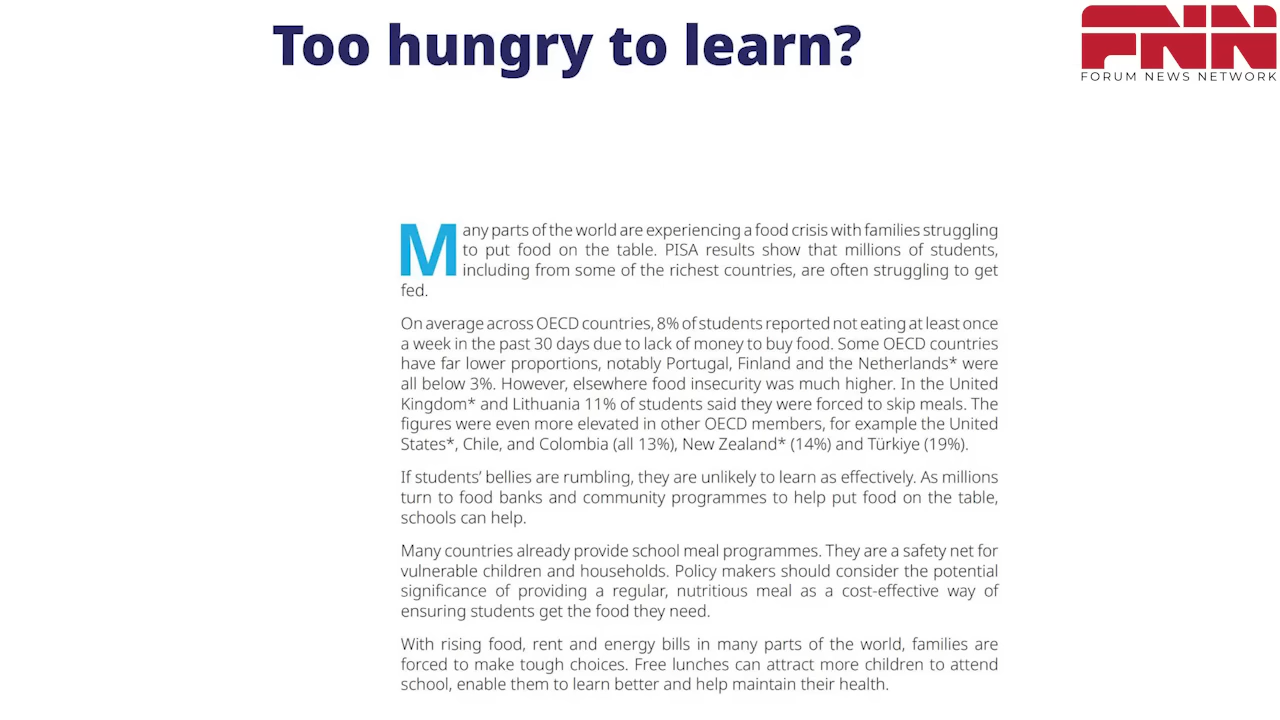 Too hungry to learn?
FNN
FORUM NEWS NETWORK
Many parts of the world are experiencing a food crisis with families struggling
to put food on the table. PISA results show that millions of students,
including from some of the richest countries, are often struggling to get
fed.
On average across OECD countries, 8% of students reported not eating at least once
a week in the past 30 days due to lack of money to buy food. Some OECD countries
have far lower proportions, notably Portugal, Finland and the Netherlands* were
all below 3%. However, elsewhere food insecurity was much higher. In the United
Kingdom* and Lithuania 11% of students said they were forced to skip meals. The
figures were even more elevated in other OECD members, for example the United
States*, Chile, and Colombia (all 13%), New Zealand* (14%) and Türkiye (19%).
If students’ bellies are rumbling, they are unlikely to learn as effectively. As millions
turn to food banks and community programmes to help put food on the table,
schools can help.
Many countries already provide school meal programmes. They are a safety net for
vulnerable children and households. Policy makers should consider the potential
significance of providing a regular, nutritious meal as a cost-effective way of
ensuring students get the food they need.
With rising food, rent and energy bills in many parts of the world, families are
forced to make tough choices. Free lunches can attract more children to attend
school, enable them to learn better and help maintain their health.